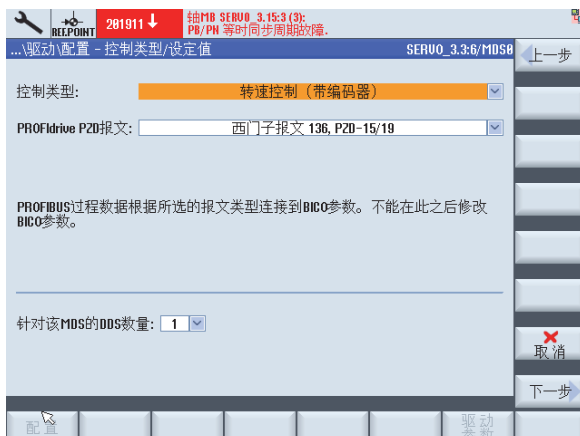 REF.POINT
201911↓
轴MB SERVO_3.15:3 (3):
PB/PN 等时同步周期故障.
...\驱动\配置 - 控制类型/设定值
SERVO_3.3:6/MDS0
上一步
控制类型:
转速控制（带编码器）
PROFIdrive PZD报文:
西门子报文 136, PZD-15/19
PROFIBUS过程数据根据所选的报文类型连接到BICO参数。不能在此之后修改
BICO参数。
针对该MDS的DDS数量:
1
取消
下一步
配置
驱动
参数